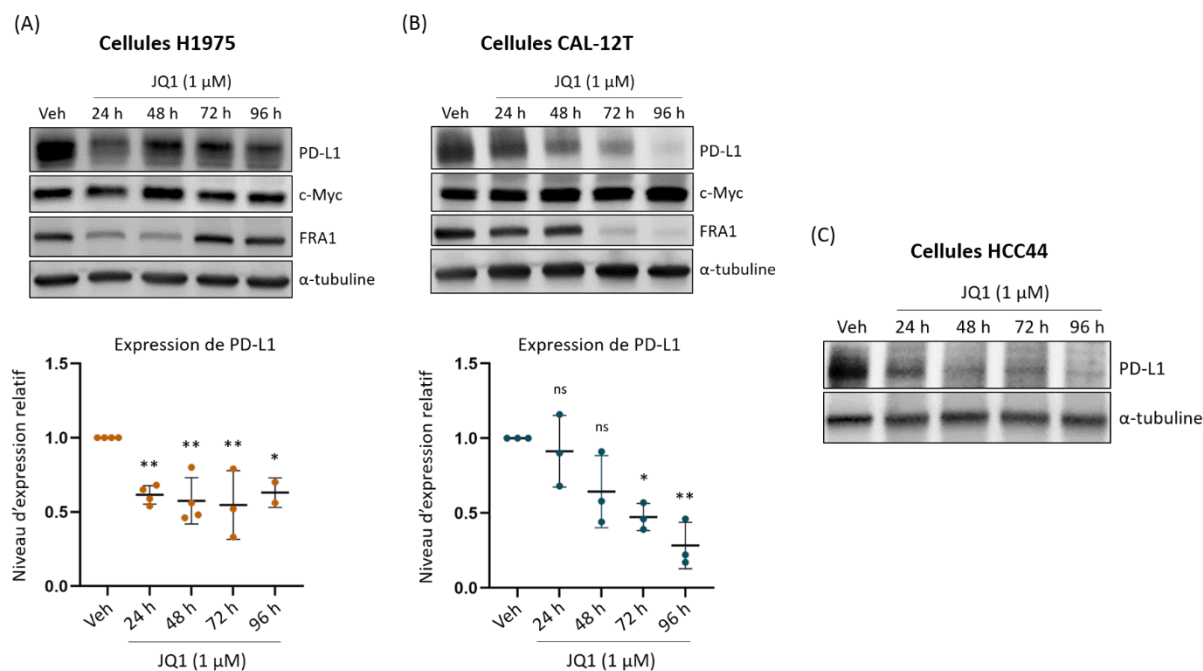 (A)
Cellules H1975
JQ1 (1 µM)
Veh 24 h 48 h 72 h 96 h
PD-L1
c-Myc
FRA1
α-tubuline
Expression de PD-L1
Niveau d'expression relatif
1.5
1.0
0.5
0.0
** ** ** *
Veh 24 h 48 h 72 h 96 h
JQ1 (1 µM)
(B)
Cellules CAL-12T
JQ1 (1 µM)
Veh 24 h 48 h 72 h 96 h
PD-L1
c-Myc
FRA1
α-tubuline
Expression de PD-L1
Niveau d'expression relatif
1.5
1.0
0.5
0.0
ns ns * **
Veh 24 h 48 h 72 h 96 h
JQ1 (1 µM)
(C)
Cellules HCC44
JQ1 (1 µM)
Veh 24 h 48 h 72 h 96 h
PD-L1
α-tubuline